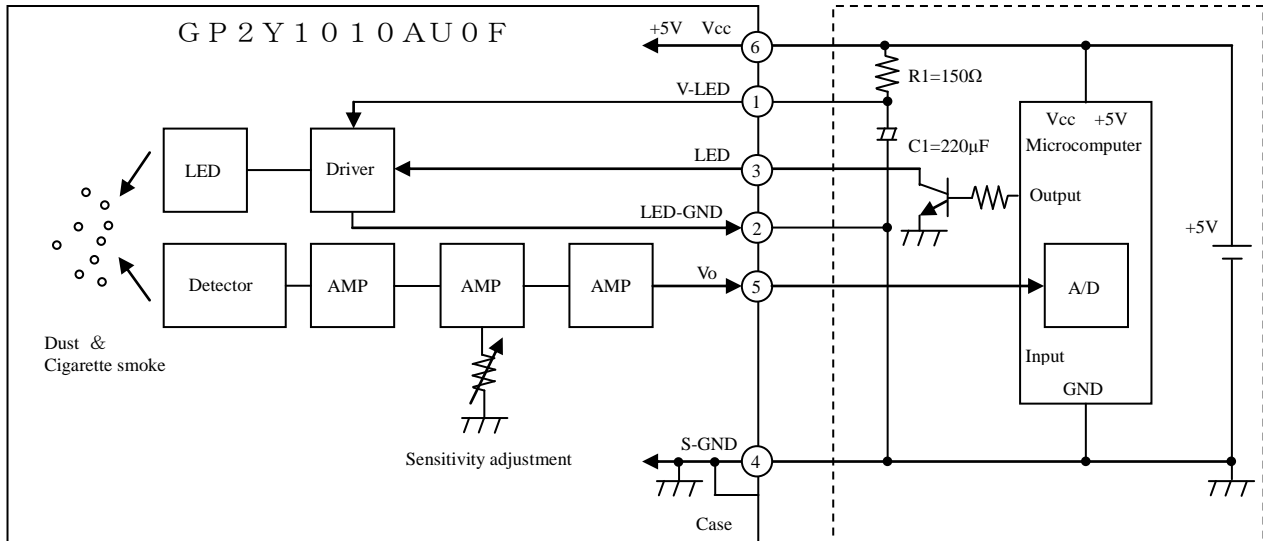 GP2Y1010AU0F
+5V Vcc
6
R1=150Ω
V-LED
1
Vcc +5V
Microcomputer
C1=220μF
LED
3
LED
Driver
Output
LED-GND
2
+5V
Vo
5
Detector
AMP
AMP
AMP
A/D
Dust &
Cigarette smoke
Input
GND
S-GND
4
Sensitivity adjustment
Case